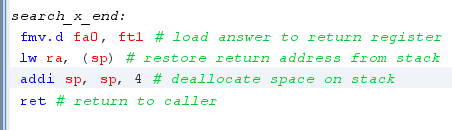 search_x_end:
fmv.d fa0, ft1 # load answer to return register
lw ra, (sp) # restore return address from stack
addi sp, sp, 4 # deallocate space on stack
ret # return to caller